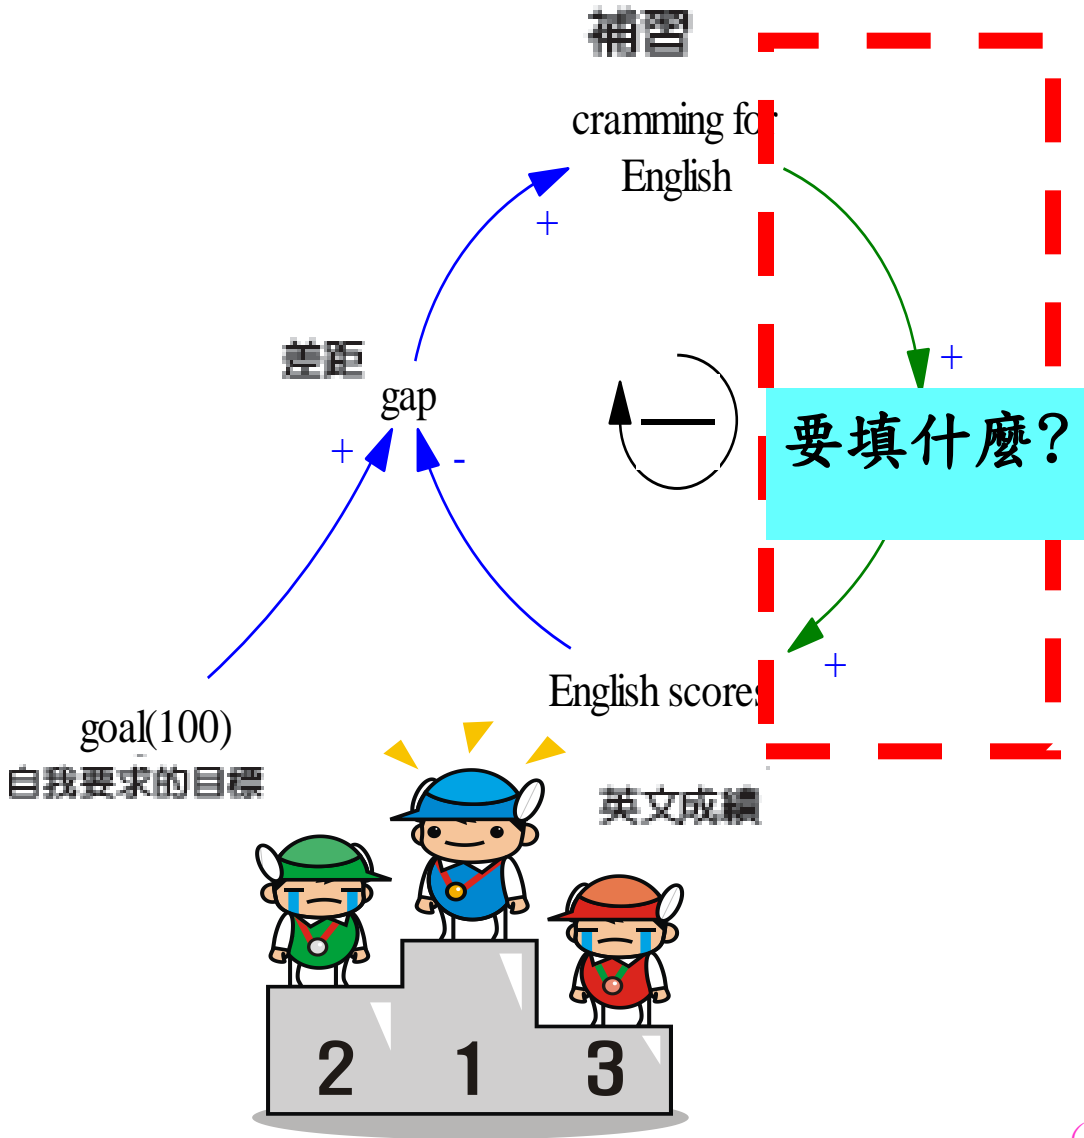 補習
cramming for
English
+
差距
gap
+
+
-
要填什麼?
English scores
+
goal(100)
自我要求的目標
英文成績
2
1
3